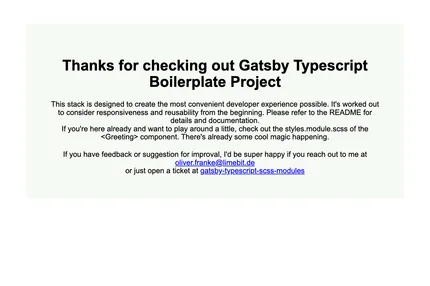 Thanks for checking out Gatsby Typescript
Boilerplate Project
This stack is designed to create the most convenient developer experience possible. It's worked out
to consider responsiveness and reusability from the beginning. Please refer to the README for
details and documentation.
If you're here already and want to play around a little, check out the styles.module.scss of the
<Greeting> component. There's already some cool magic happening.
If you have feedback or suggestion for improval, I'd be super happy if you reach out to me at
oliver.franke@limebit.de
or just open a ticket at gatsby-typescript-scss-modules